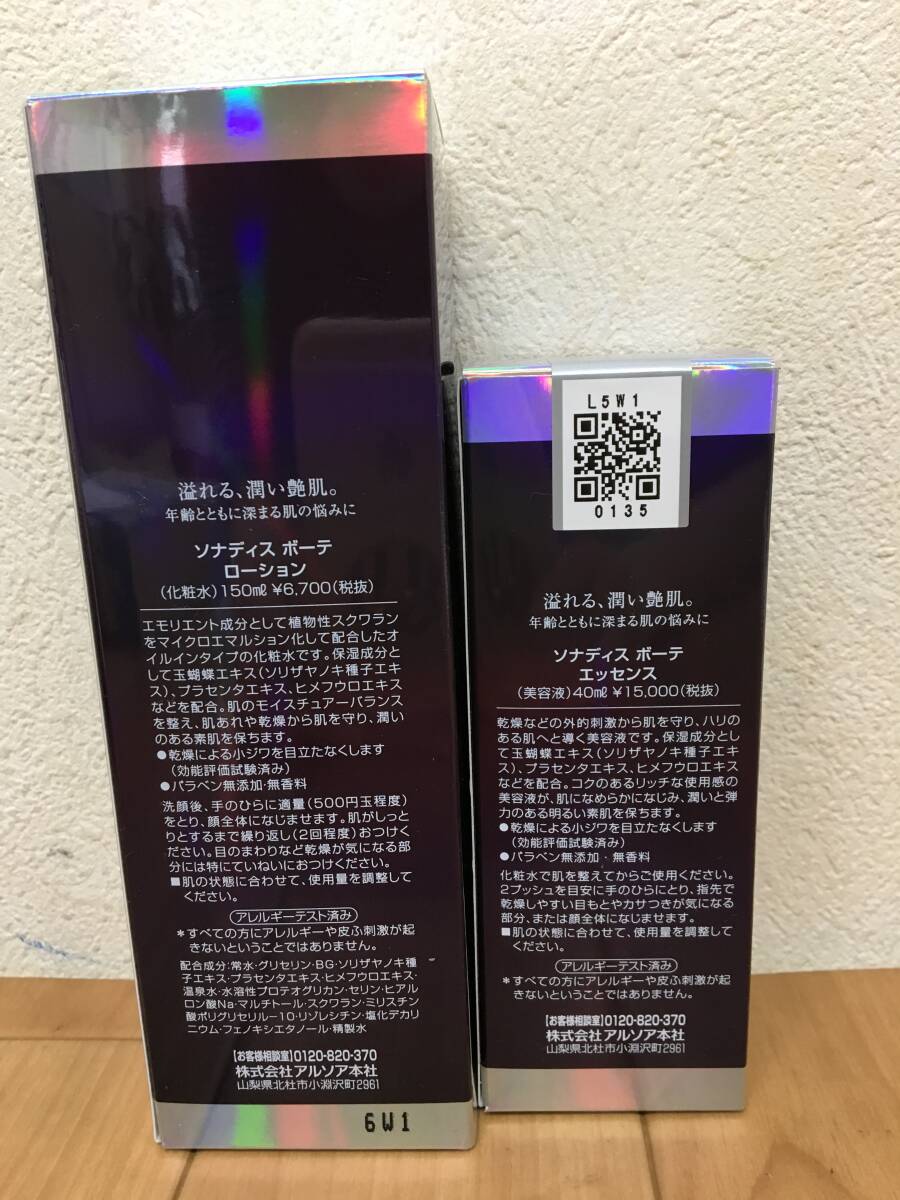 溢れる、潤い艶肌。
年齢とともに深まる肌の悩みに
ソナディス ボーテ
ローション
(化粧水)150㎖ ¥6,700(税抜)
エモリエント成分として植物性スクワラン
をマイクロエマルション化して配合したオ
イルインタイプの化粧水です。保湿成分と
して玉蝴蝶エキス(ソリザヤノキ種子エキ
ス)、プラセンタエキス、ヒメフウロエキス
などを配合。肌のモイスチュアーバランス
を整え、肌あれや乾燥から肌を守り、潤い
のある素肌を保ちます。
●乾燥による小ジワを目立たなくします
(効能評価試験済み)
●パラベン無添加・無香料
洗顔後、手のひらに適量(500円玉程度)
をとり、顔全体になじませます。肌がしっと
りとするまで繰り返し(2回程度)おつけく
ださい。目のまわりなど乾燥が気になる部
分には特にていねいにおつけください。
■肌の状態に合わせて、使用量を調整して
ください。
アレルギーテスト済み
*すべての方にアレルギーや皮ふ刺激が起
きないということではありません。
配合成分:常水・グリセリン・BG・ソリザヤノキ種
子エキス・プラセンタエキス・ヒメフウロエキス・
温泉水・水溶性プロテオグリカン・セリン・ヒアル
ロン酸Na・マルチトール・スクワラン・ミリスチン
酸ポリグリセリル-10・リゾレシチン・塩化デカリ
ニウム・フェノキシエタノール・精製水
【お客様相談室】0120-820-370
株式会社アルソア本社
山梨県北杜市小淵沢町2961
6W1
L5W1
0135
溢れる、潤い艶肌。
年齢とともに深まる肌の悩みに
ソナディス ボーテ
エッセンス
(美容液)40㎖ ¥15,000(税抜)
乾燥などの外的刺激から肌を守り、ハリの
ある肌へと導く美容液です。保湿成分とし
て玉蝴蝶エキス(ソリザヤノキ種子エキ
ス)、プラセンタエキス、ヒメフウロエキスな
どを配合。コクのあるリッチな使用感の
美容液が、肌になめらかになじみ、潤いと弾
力のある明るい素肌を保ちます。
●乾燥による小ジワを目立たなくします
(効能評価試験済み)
●パラベン無添加・無香料
化粧水で肌を整えてからご使用ください。
2プッシュを目安に手のひらにとり、指先で
乾燥しやすい目もとやカサつきが気になる
部分、または顔全体になじませます。
■肌の状態に合わせて、使用量を調整して
ください。
アレルギーテスト済み
*すべての方にアレルギーや皮ふ刺激が起
きないということではありません。
【お客様相談室】0120-820-370
株式会社アルソア本社
山梨県北杜市小淵沢町2961